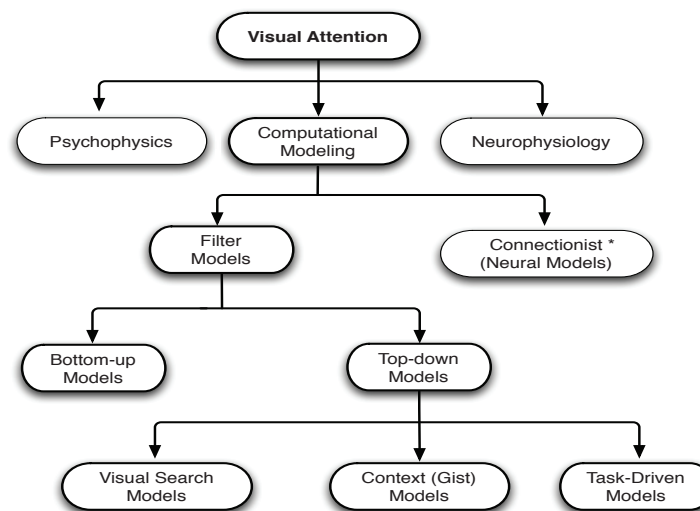 Visual Attention
Psychophysics
Computational
Modeling
Neurophysiology
Filter
Models
Connectionist *
(Neural Models)
Bottom-up
Models
Top-down
Models
Visual Search
Models
Context (Gist)
Models
Task-Driven
Models